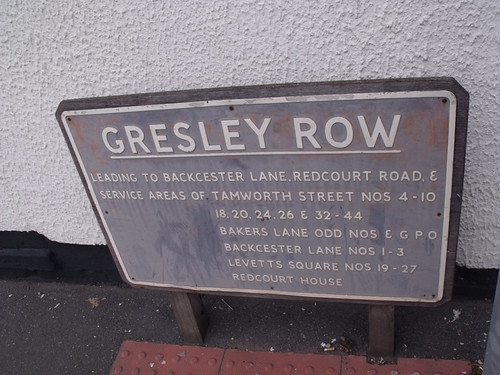 GRESLEY ROW
LEADING TO BACKCESTER LANE, REDCOURT ROAD, &
SERVICE AREAS OF, TAMWORTH STREET NOS 4-10
18, 20, 24, 26 & 32-44
BAKERS LANE ODD NOS & G P O
BACKCESTER LANE NOS 1-3
LEVETTS SQUARE NOS 19-27
REDCOURT HOUSE